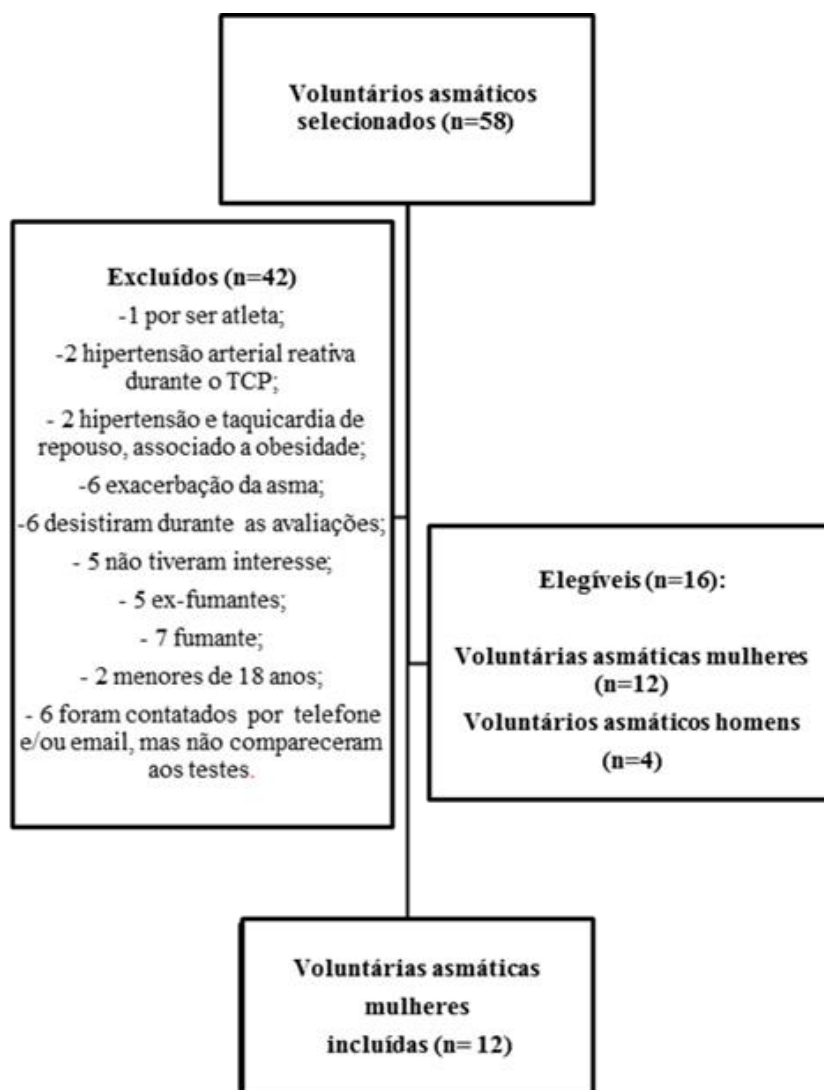 Voluntários asmáticos
selecionados (n=58)
Excluídos (n=42)
-1 por ser atleta;
-2 hipertensão arterial reativa
durante o TCP;
- 2 hipertensão e taquicardia de
repouso, associado a obesidade;
-6 exacerbação da asma;
-6 desistiram durante as avaliações;
- 5 não tiveram interesse;
- 5 ex-fumantes;
- 7 fumante;
- 2 menores de 18 anos;
- 6 foram contatados por telefone
e/ou email, mas não compareceram
aos testes.
Elegíveis (n=16):
Voluntárias asmáticas mulheres
(n=12)
Voluntários asmáticos homens
(n=4)
Voluntárias asmáticas
mulheres
incluídas (n= 12)